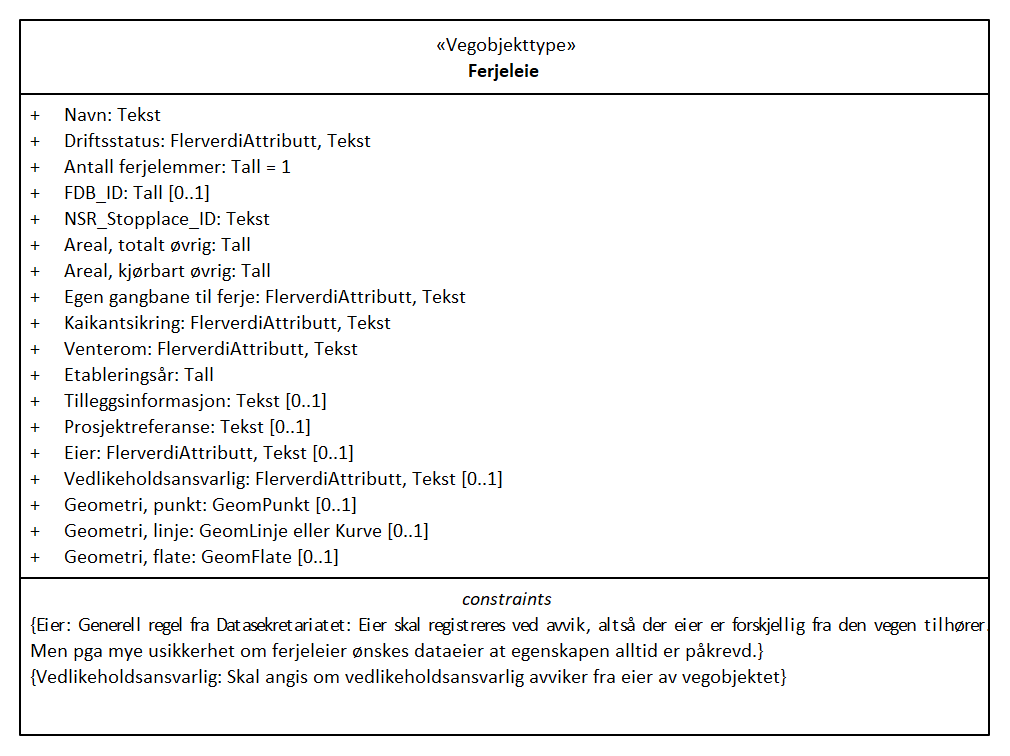 «Vegobjekttype»
Ferjeleie
+ Navn: Tekst
+ Driftsstatus: FlerverdiAttributt, Tekst
+ Antall ferjelemmer: Tall = 1
+ FDB_ID: Tall [0..1]
+ NSR_Stopplace_ID: Tekst
+ Areal, totalt øvrig: Tall
+ Areal, kjørbart øvrig: Tall
+ Egen gangbane til ferje: FlerverdiAttributt, Tekst
+ Kaikantsikring: FlerverdiAttributt, Tekst
+ Venterom: FlerverdiAttributt, Tekst
+ Etableringsår: Tall
+ Tilleggsinformasjon: Tekst [0..1]
+ Prosjektreferanse: Tekst [0..1]
+ Eier: FlerverdiAttributt, Tekst [0..1]
+ Vedlikeholdsansvarlig: FlerverdiAttributt, Tekst [0..1]
+ Geometri, punkt: GeomPunkt [0..1]
+ Geometri, linje: GeomLinje eller Kurve [0..1]
+ Geometri, flate: GeomFlate [0..1]
constraints
{Eier: Generell regel fra Datasekretariatet: Eier skal registreres ved avvik, altså der eier er forskjellig fra den vegen tilhører.
Men pga mye usikkerhet om ferjeleier ønskes dataeier at egenskapen alltid er påkrevd.}
{Vedlikeholdsansvarlig: Skal angis om vedlikeholdsansvarlig avviker fra eier av vegobjektet}